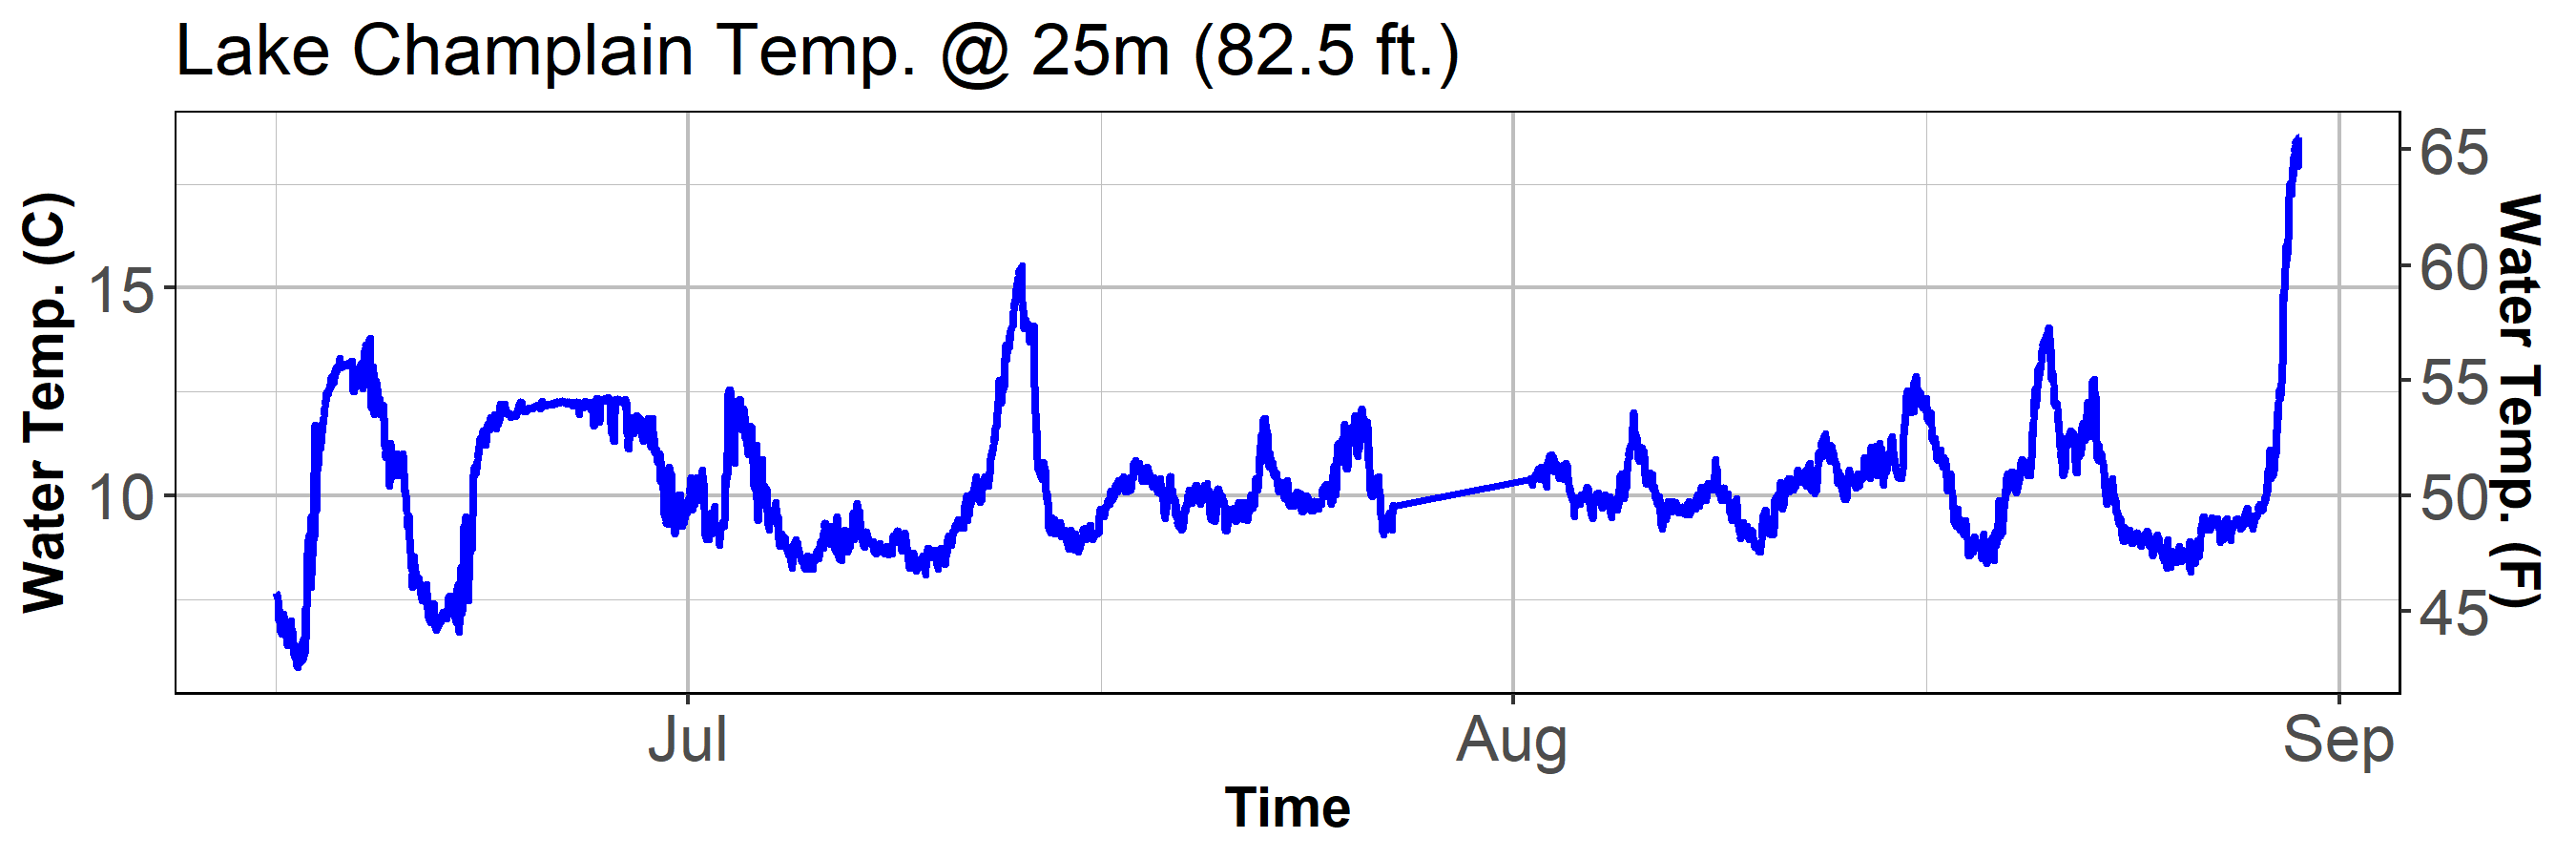 Lake Champlain Temp. @ 25m (82.5 ft.)
Water Temp. (C)
15
10
65
60
55
50
45
Water Temp. (F)
Jul Aug Sep
Time